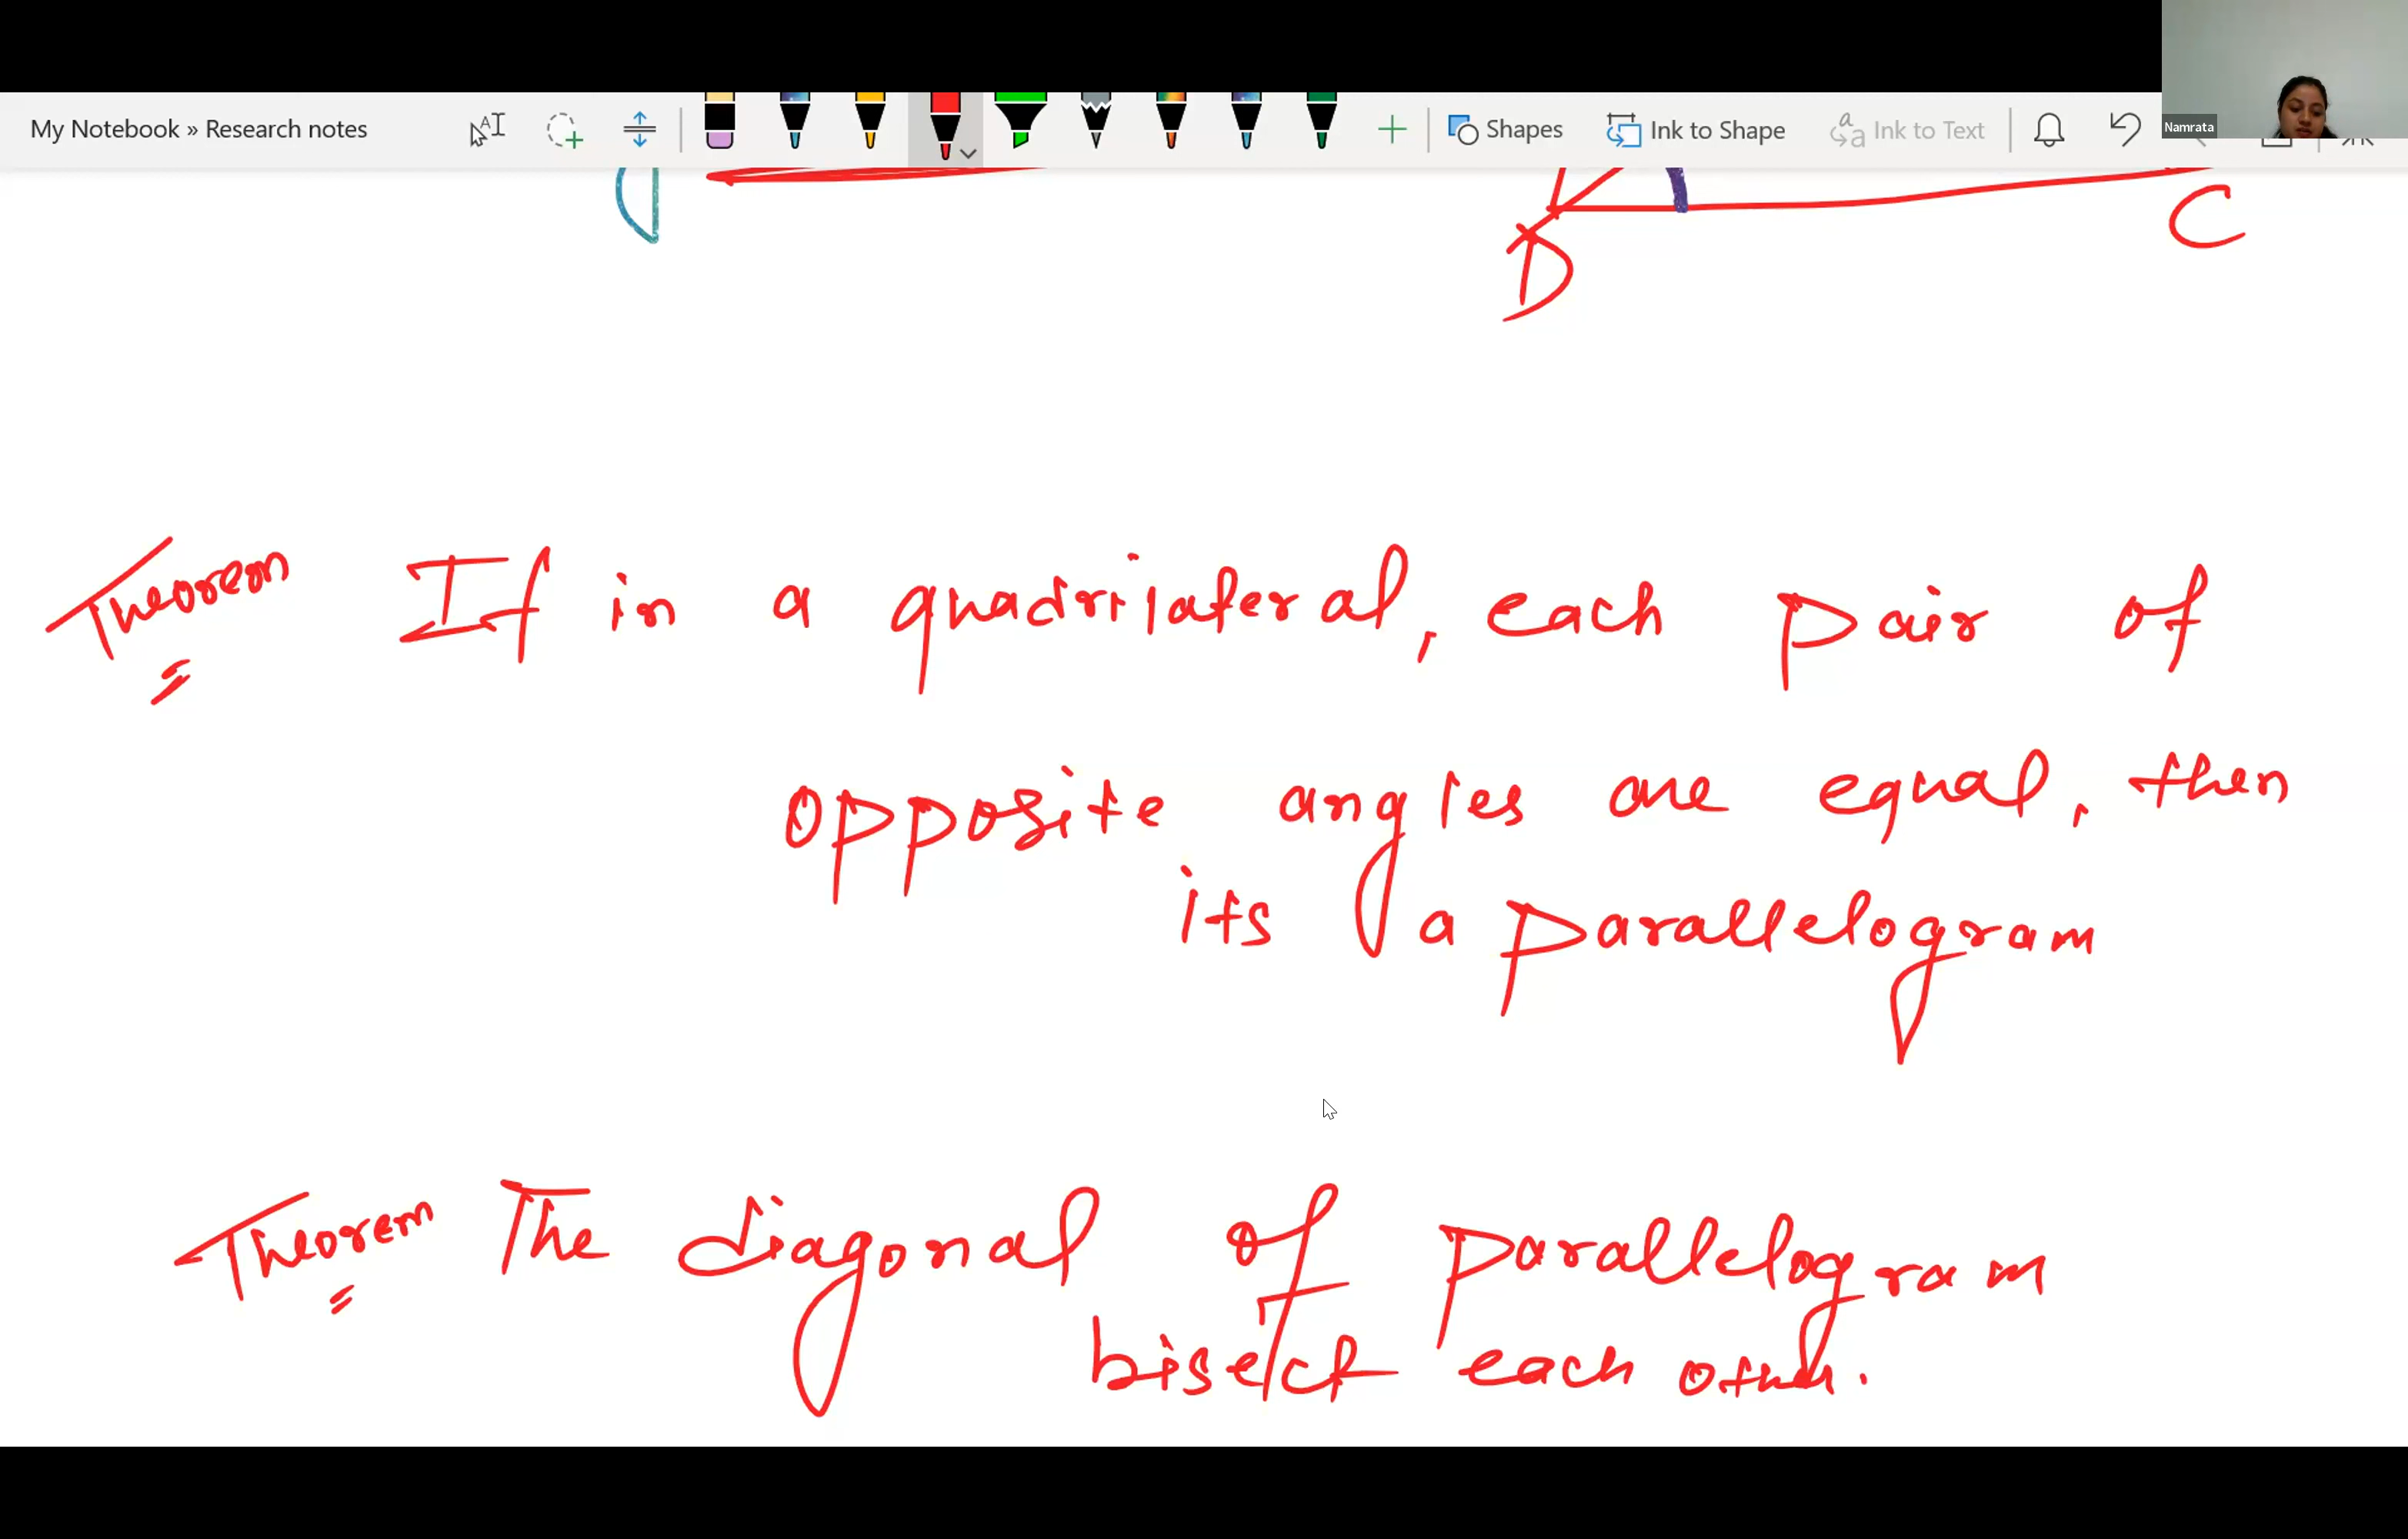 Namrata
My Notebook » Research notes
Shapes
Ink to Shape
Ink to Text
D
C
Theorem If in a quadrilateral, each pair of
opposite angles are equal, then
its a parallelogram
Theorem The diagonal of parallelogram
bisect each other.